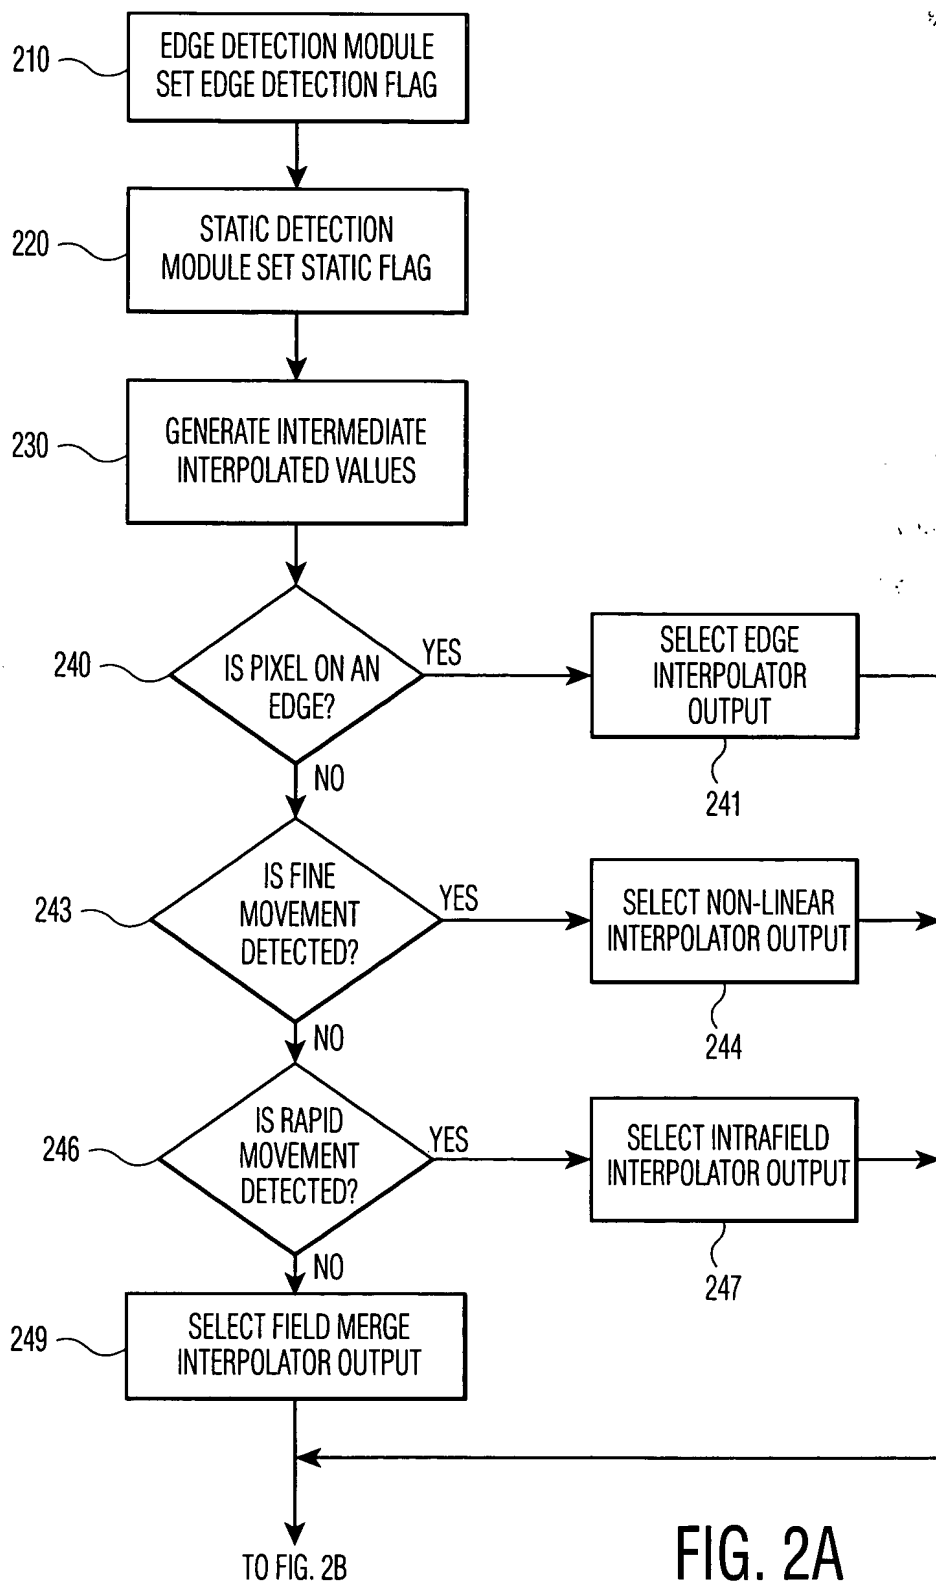 210
EDGE DETECTION MODULE
SET EDGE DETECTION FLAG
220
STATIC DETECTION
MODULE SET STATIC FLAG
230
GENERATE INTERMEDIATE
INTERPOLATED VALUES
240
IS PIXEL ON AN
EDGE?
YES
SELECT EDGE
INTERPOLATOR
OUTPUT
241
NO
243
IS FINE
MOVEMENT
DETECTED?
YES
SELECT NON-LINEAR
INTERPOLATOR OUTPUT
244
NO
246
IS RAPID
MOVEMENT
DETECTED?
YES
SELECT INTRAFIELD
INTERPOLATOR OUTPUT
247
NO
249
SELECT FIELD MERGE
INTERPOLATOR OUTPUT
TO FIG. 2B
FIG. 2A